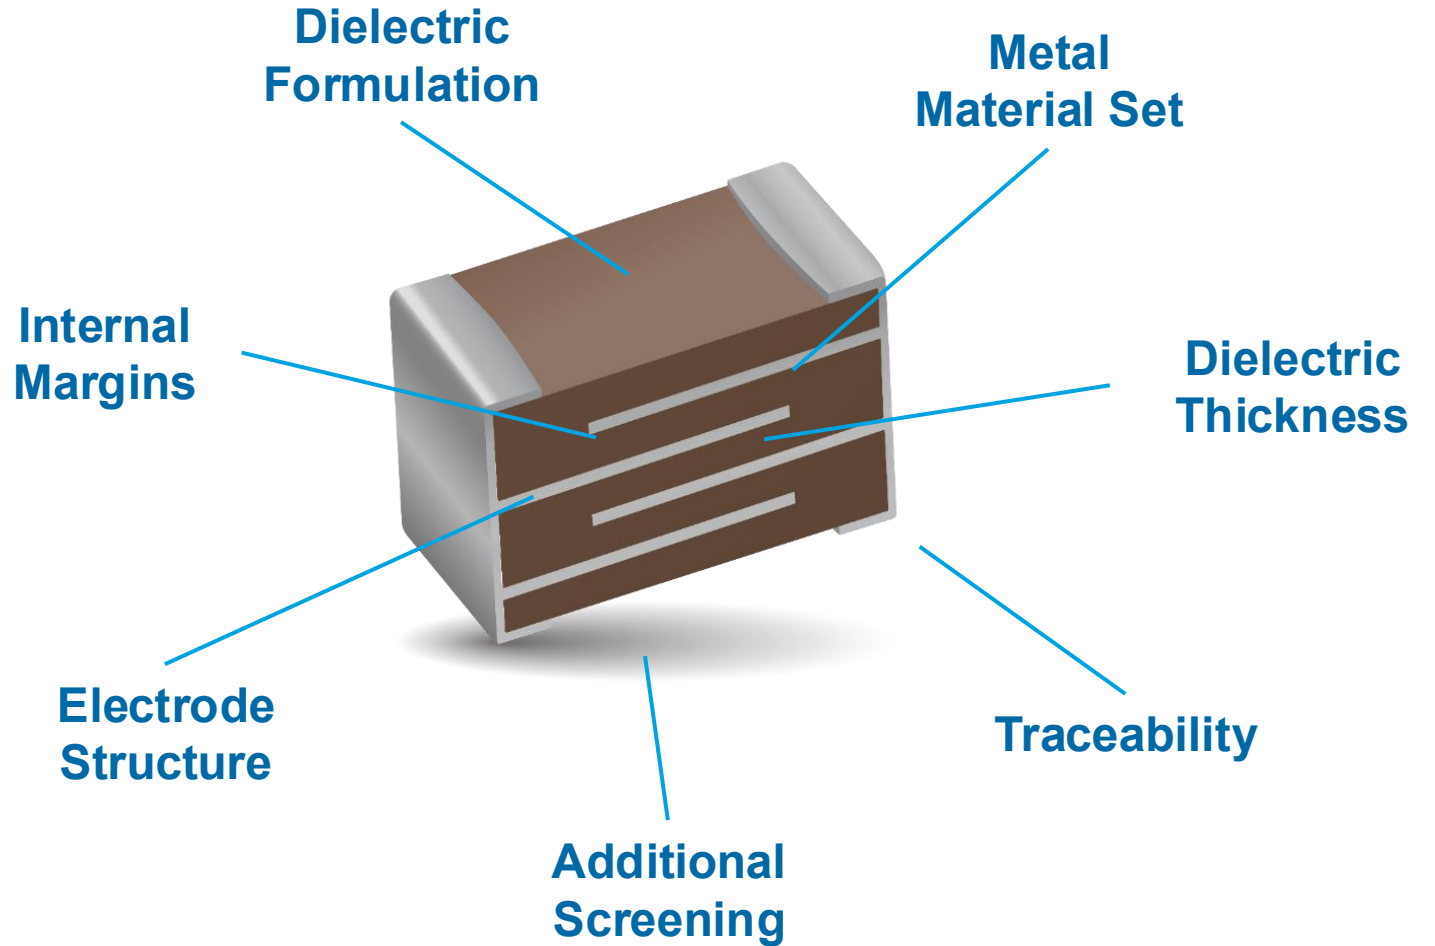 Dielectric
Formulation
Metal
Material Set
Internal
Margins
Dielectric
Thickness
Electrode
Structure
Traceability
Additional
Screening